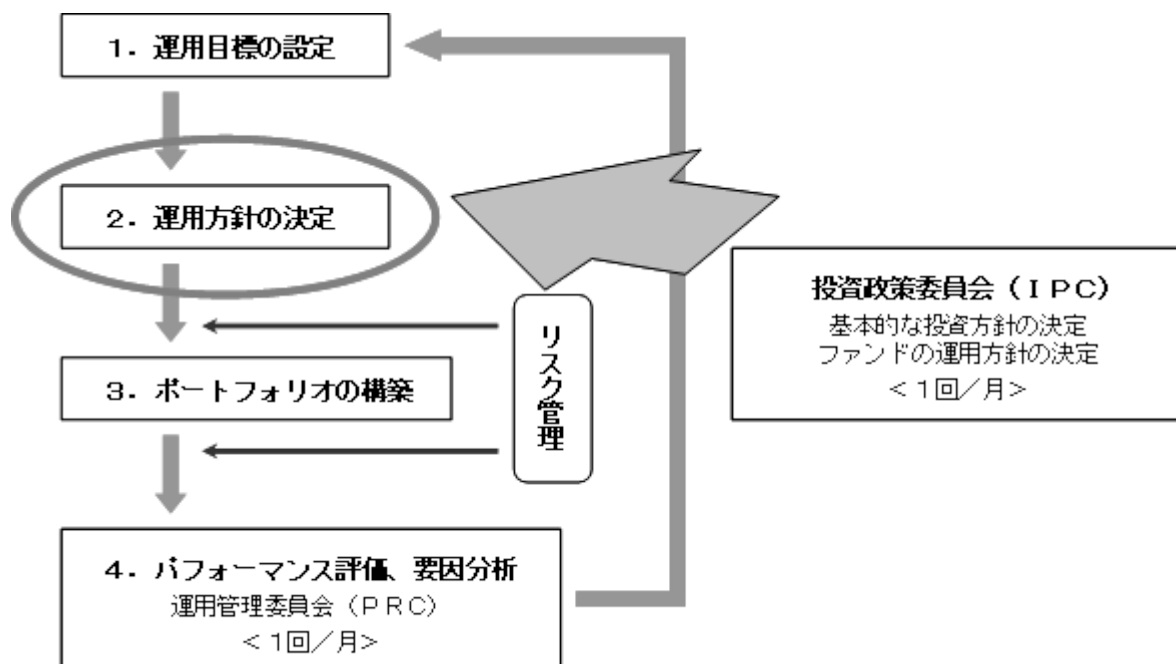 １．運用目標の設定
２．運用方針の決定
投資政策委員会（ＩＰＣ）
基本的な投資方針の決定
ファンドの運用方針の決定
＜１回／月＞
リスク管理
３．ポートフォリオの構築
４．パフォーマンス評価、要因分析
運用管理委員会（ＰＲＣ）
＜１回／月＞